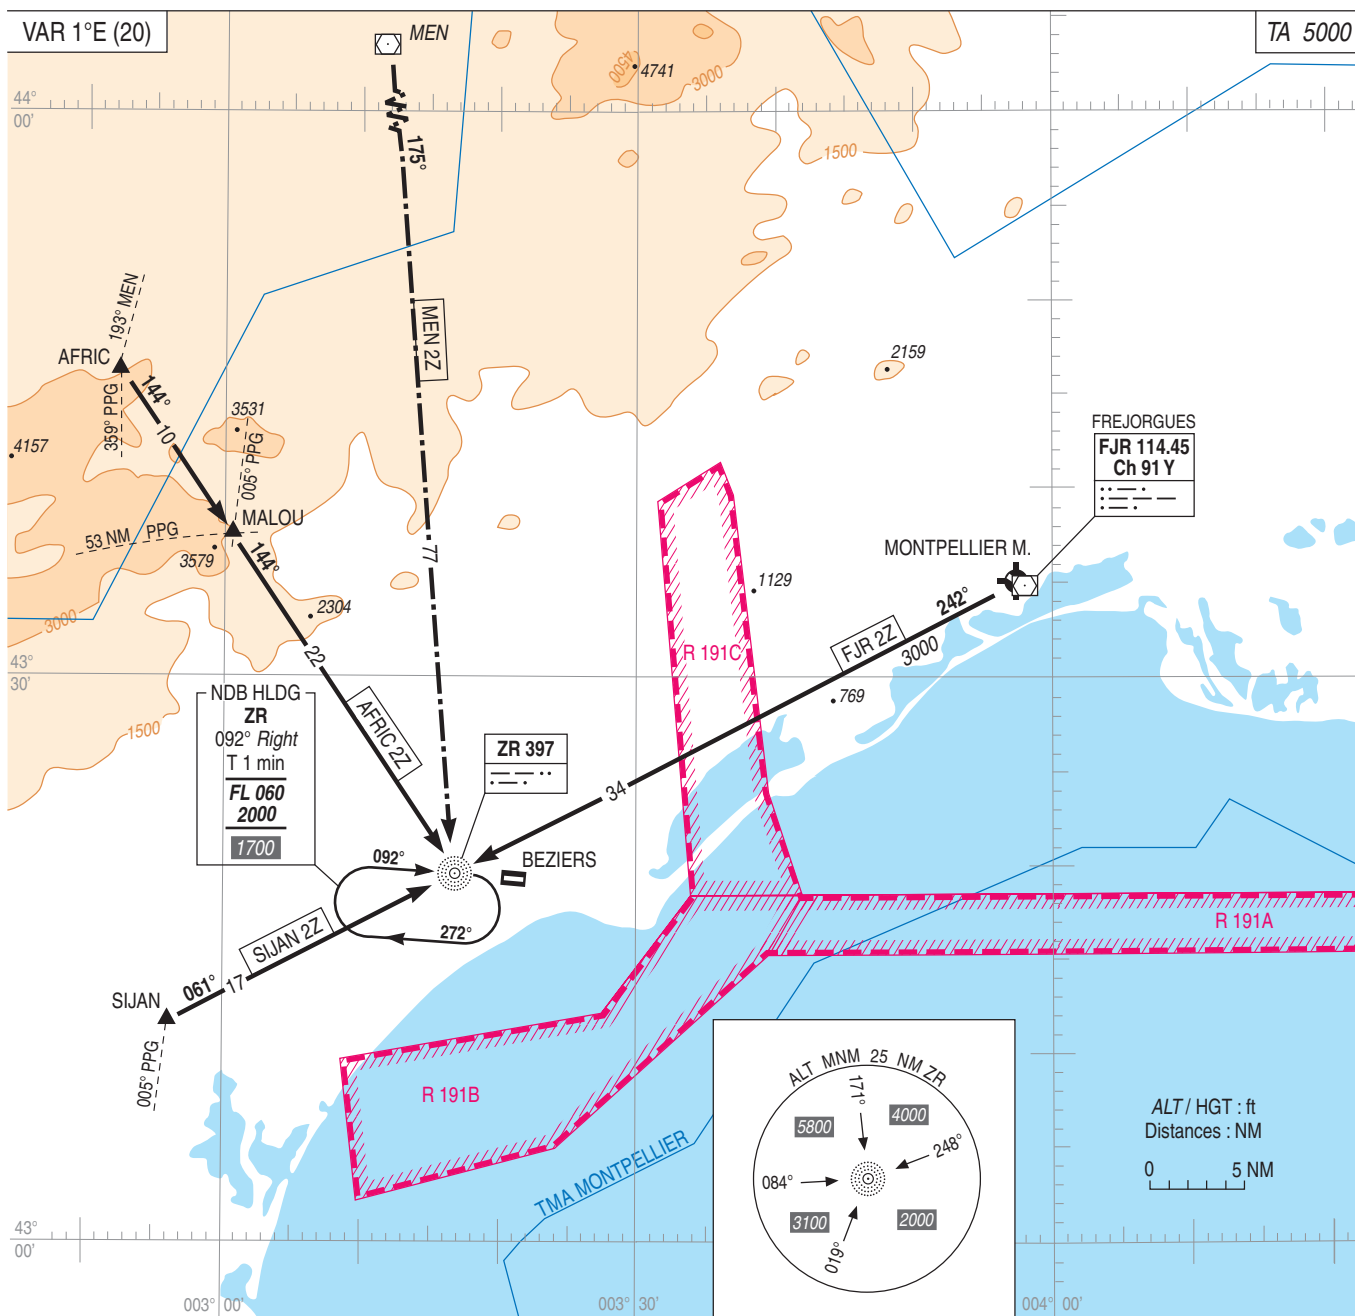 VAR 1°E (20)
MEN
TA 5000
4500
4741
3000
44°
00'
175°
1500
193° MEN
MEN 2Z
AFRIC
144°
359° PPG
10
3531
4157
005° PPG
2159
FREJORGUES
FJR 114.45
Ch 91 Y
MALOU
53 NM PPG
144°
3579
77
MONTPELLIER M.
1129
242°
2304
3000
22
FJR 2Z
3000
R 191C
43°
30'
769
NDB HLDG
ZR
092° Right
T 1 min
FL 060
2000
1700
AFRIC 2Z
1500
ZR 397
34
092°
BEZIERS
272°
SIJAN 2Z
R 191A
061°
17
SIJAN
005° PPG
R 191B
ALT MNM 25 NM ZR
171°
5800
4000
248°
084°
3100
2000
019°
ALT / HGT : ft
Distances : NM
0 5 NM
TMA MONTPELLIER
43°
00'
003° 00'
003° 30'
004° 00'